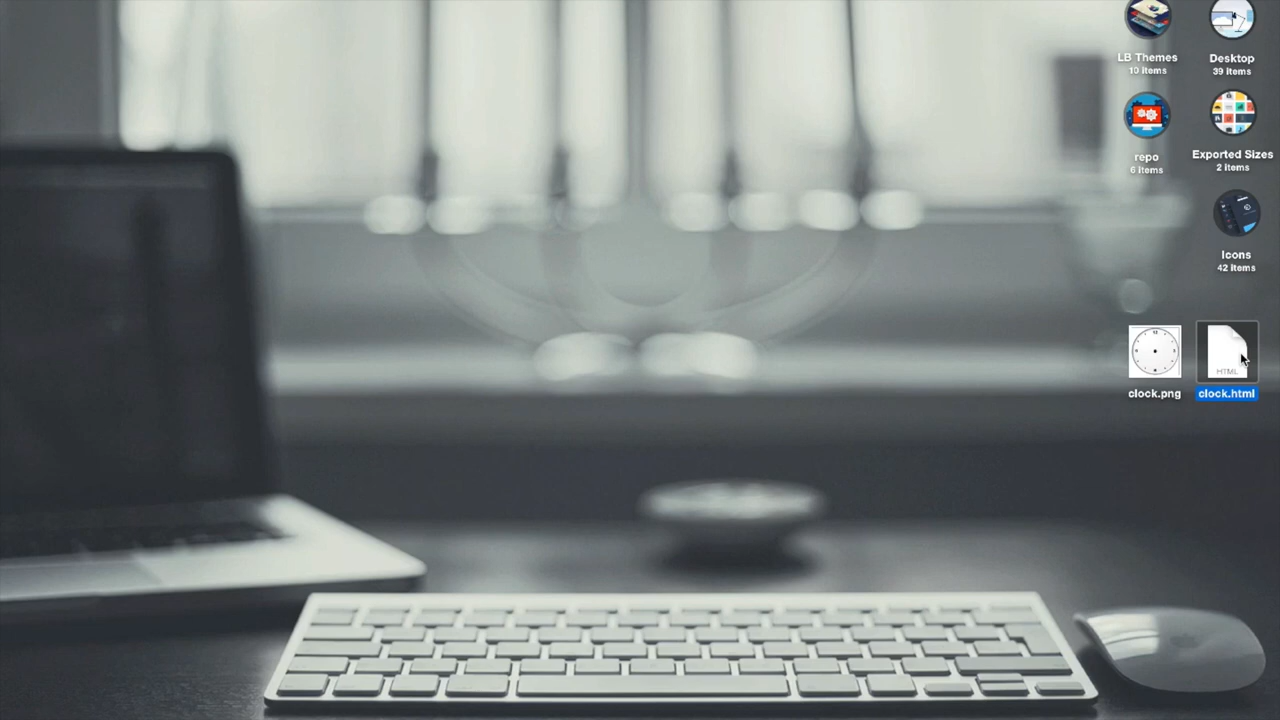 LB Themes
10 items
Desktop
39 items
repo
6 items
Exported Sizes
2 items
Icons
42 items
HTML
clock.png
clock.html